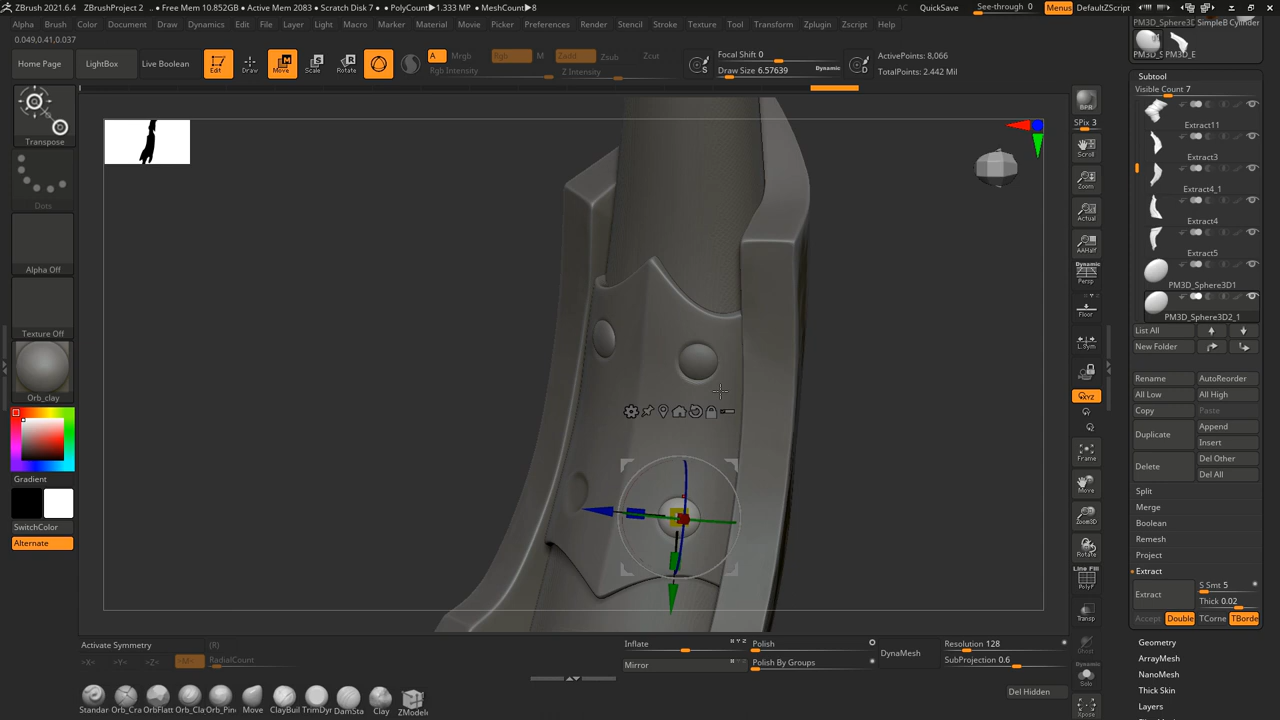 ZBrush 2021.6.4 ZBrushProject 2 .. • Free Mem 10.852GB • Active Mem 2083 • Scratch Disk 7 • PolyCount▶1.333 MP • MeshCount▶8
AC QuickSave See-through 0 Menus DefaultZScript
Alpha Brush Color Document Draw Dynamics Edit File Layer Light Macro Marker Material Movie Picker Preferences Render Stencil Stroke Texture Tool Transform Zplugin Zscript Help
0.049,0.41,0.037
Home Page LightBox Live Boolean Edit Draw Move Scale Rotate
A Mrgb Rgb M Zadd Zsub Zcut
Rgb Intensity Z Intensity
S Focal Shift 0
Draw Size 6.57639 Dynamic D
ActivePoints: 8,066
TotalPoints: 2.442 Mil
PM3D_Sphere3D SimpleB Cylinder
PM3D_S PM3D_E
Subtool
Visible Count 7
Extract11
Extract3
Extract4_1
Extract4
Extract5
PM3D_Sphere3D1
PM3D_Sphere3D2_1
List All
New Folder
Rename AutoReorder
All Low All High
Copy Paste
Duplicate Append
Insert
Delete Del Other
Del All
Split
Merge
Boolean
Remesh
Project
Extract
Extract S Smt 5
Thick 0.02
Accept Double TCorne TBorde
Geometry
ArrayMesh
NanoMesh
Thick Skin
Layers
Transpose
Dots
Alpha Off
Texture Off
Orb_clay
Gradient
SwitchColor
Alternate
BPR
SPix 3
Scroll
Zoom
Actual
AAHalf
Dynamic
Persp
Floor
L.Sym
XYZ
Frame
Move
Zoom3D
Rotate
Line Fill
PolyF
Transp
Ghost
Dynamic
Solo
Xpose
Activate Symmetry (R)
>X< >Y< >Z< >M< RadialCount
Inflate Polish
Mirror Polish By Groups
DynaMesh
Resolution 128
SubProjection 0.6
Del Hidden
Standar Orb_Cra OrbFlatt Orb_Cla Orb_Pinc Move ClayBuil TrimDyr DamSta Clay ZModele